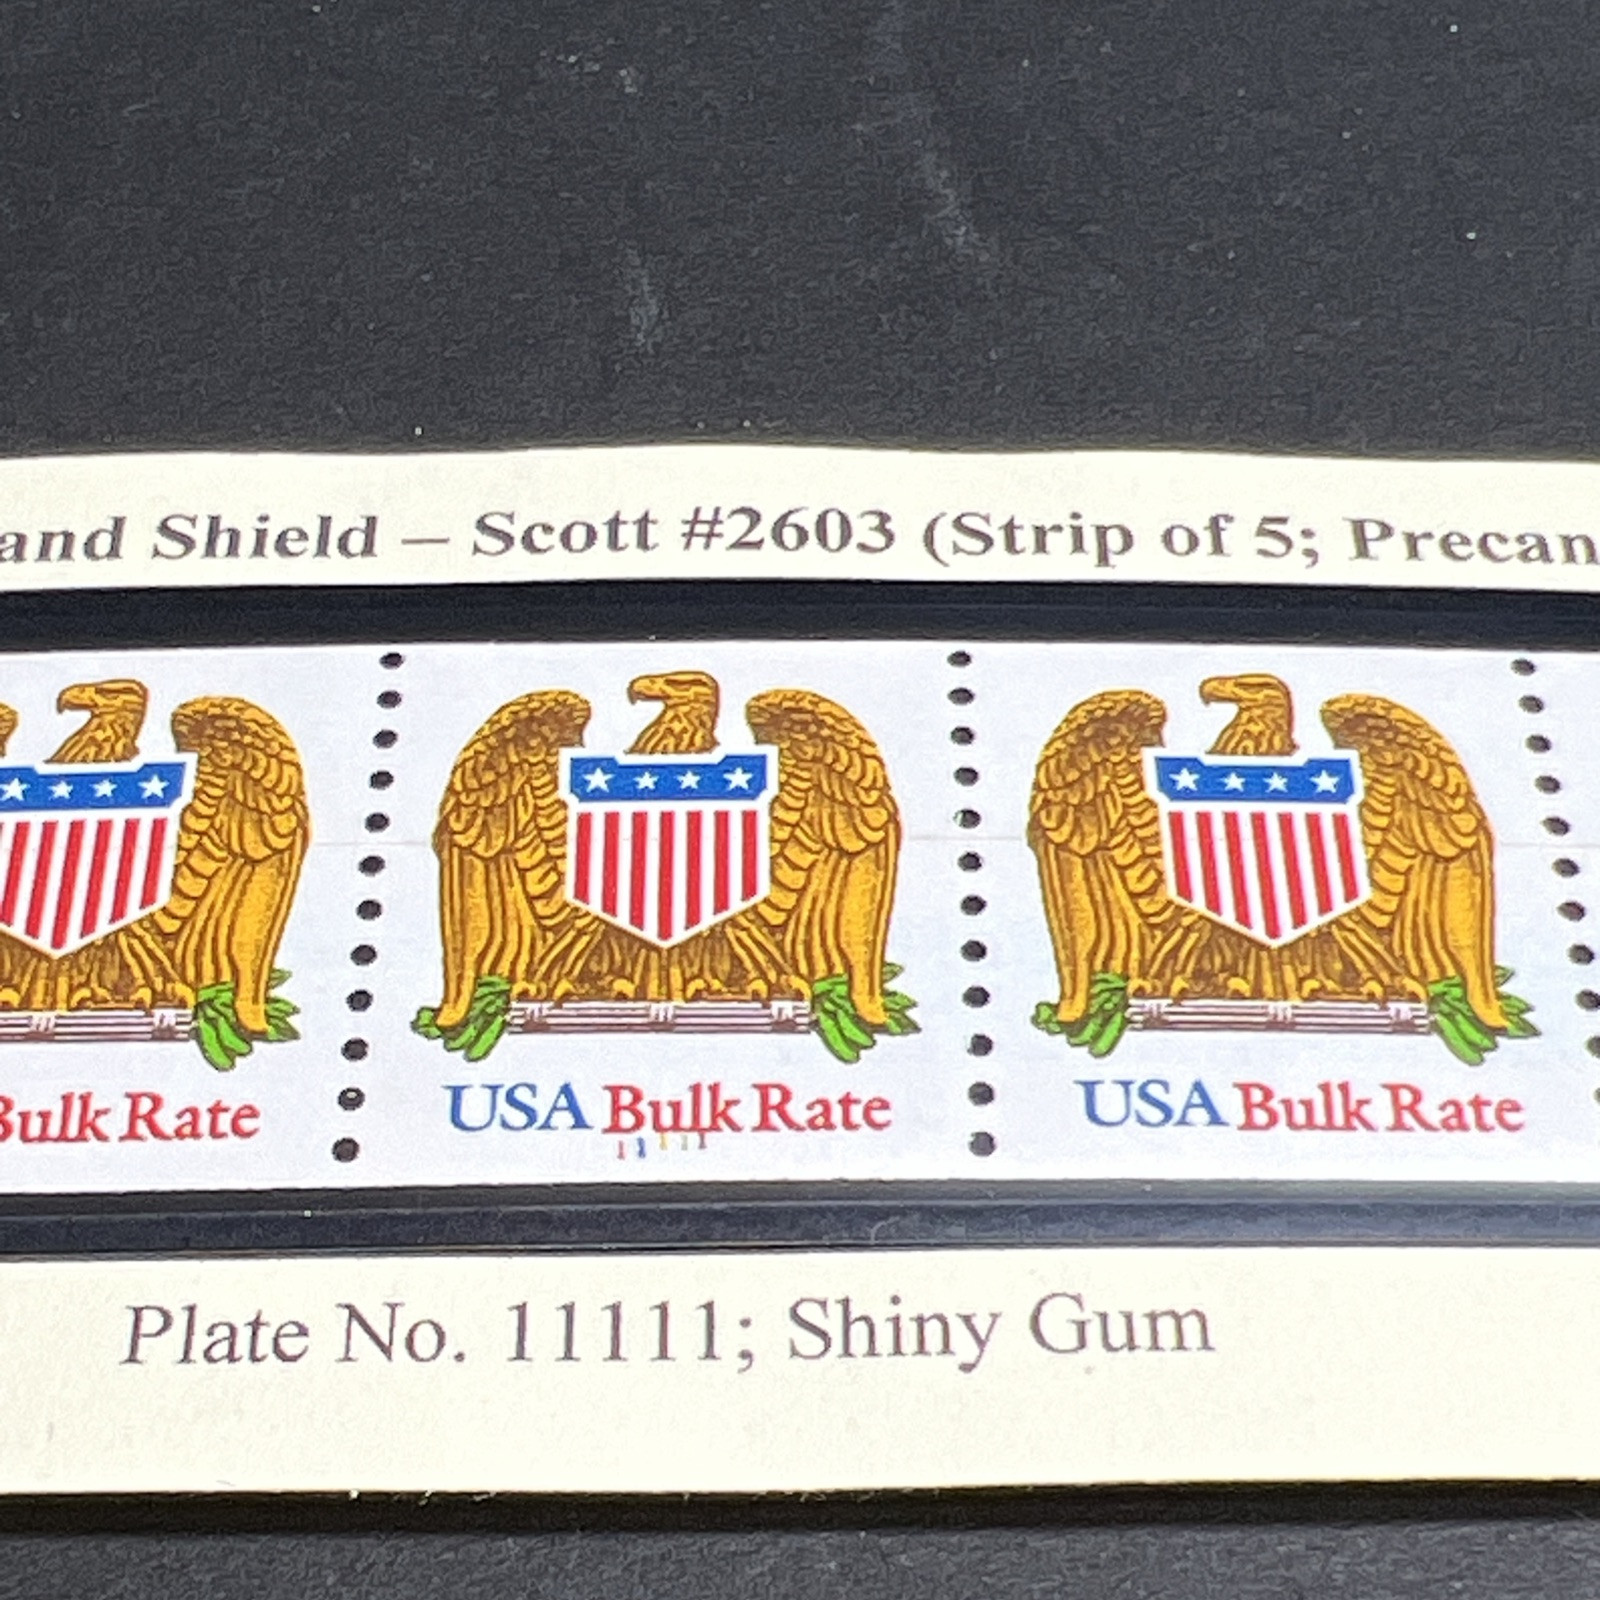 and Shield – Scott #2603 (Strip of 5; Precan
Bulk Rate USA Bulk Rate USA Bulk Rate
11111
Plate No. 11111; Shiny Gum